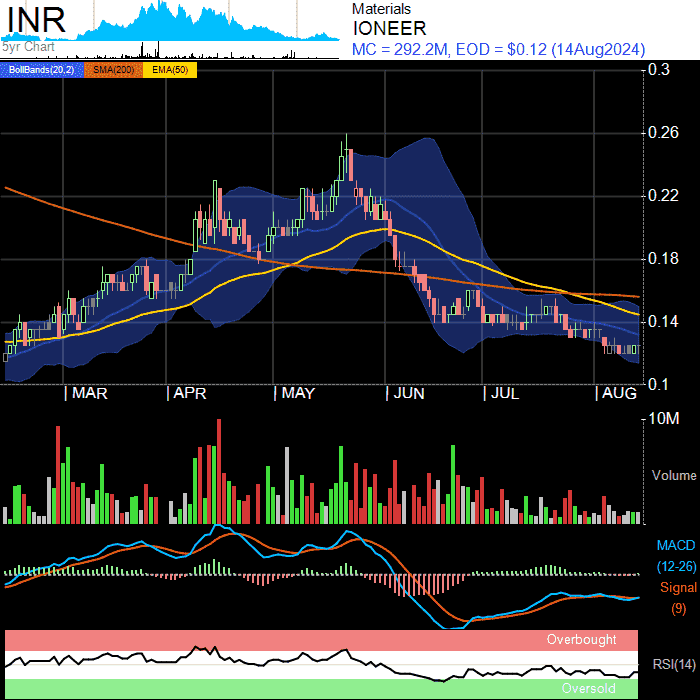 INR
Materials
IONEER
5yr Chart
MC = 292.2M, EOD = $0.12 (14Aug2024)
BollBands(20,2) SMA(200) EMA(50)
0.3
0.26
0.22
0.18
0.14
0.1
| MAR | APR | MAY | JUN | JUL | AUG
10M
Volume
MACD
(12-26)
Signal
(9)
Overbought
RSI(14)
Oversold